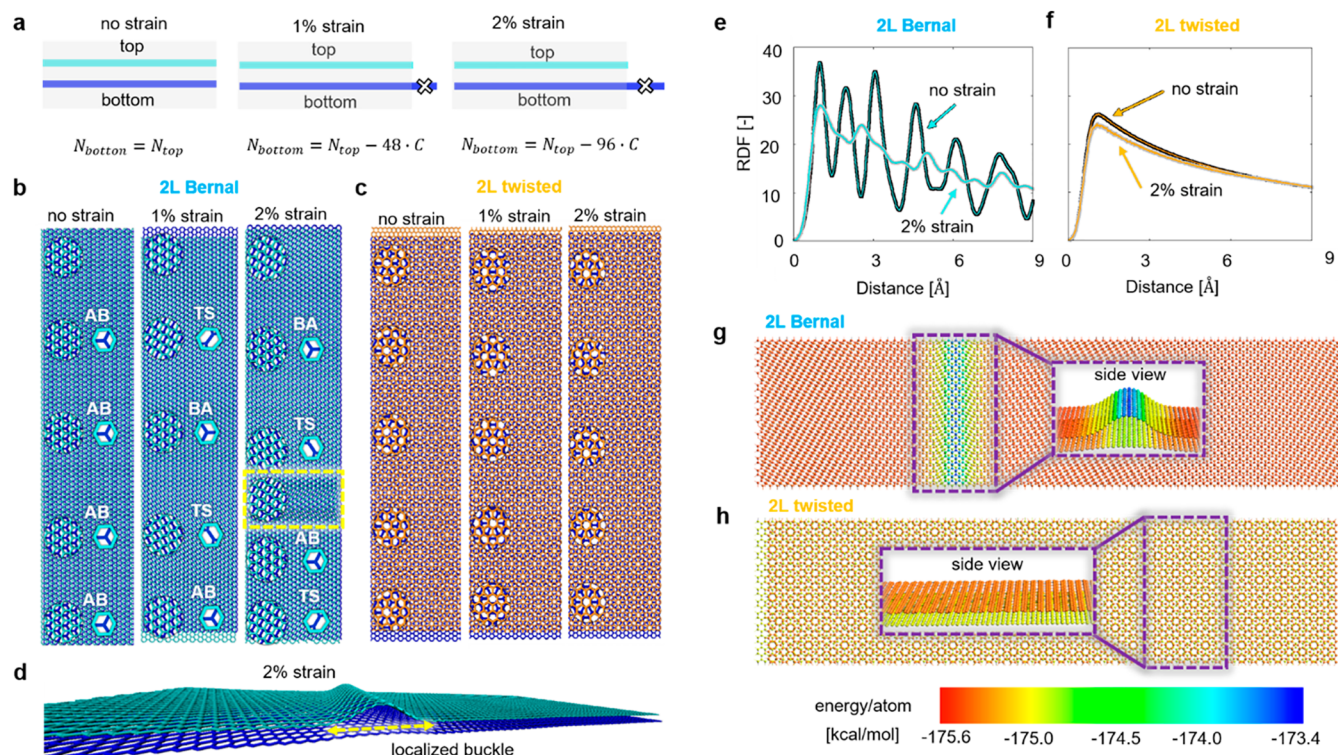 a
no strain
1% strain
2% strain
top
top
top
bottom
bottom
bottom
N_botton = N_top
N_bottom = N_top − 48 · C
N_bottom = N_top − 96 · C
b
2L Bernal
no strain
1% strain
2% strain
AB
AB
AB
AB
TS
BA
TS
AB
BA
TS
AB
TS
c
2L twisted
no strain
1% strain
2% strain
d
2% strain
localized buckle
e
2L Bernal
40
30
20
10
0
RDF [-]
no strain
2% strain
0
3
6
9
Distance [Å]
f
2L twisted
no strain
2% strain
0
3
6
9
Distance [Å]
g
2L Bernal
side view
h
2L twisted
side view
energy/atom
[kcal/mol]
-175.6
-175.0
-174.5
-174.0
-173.4